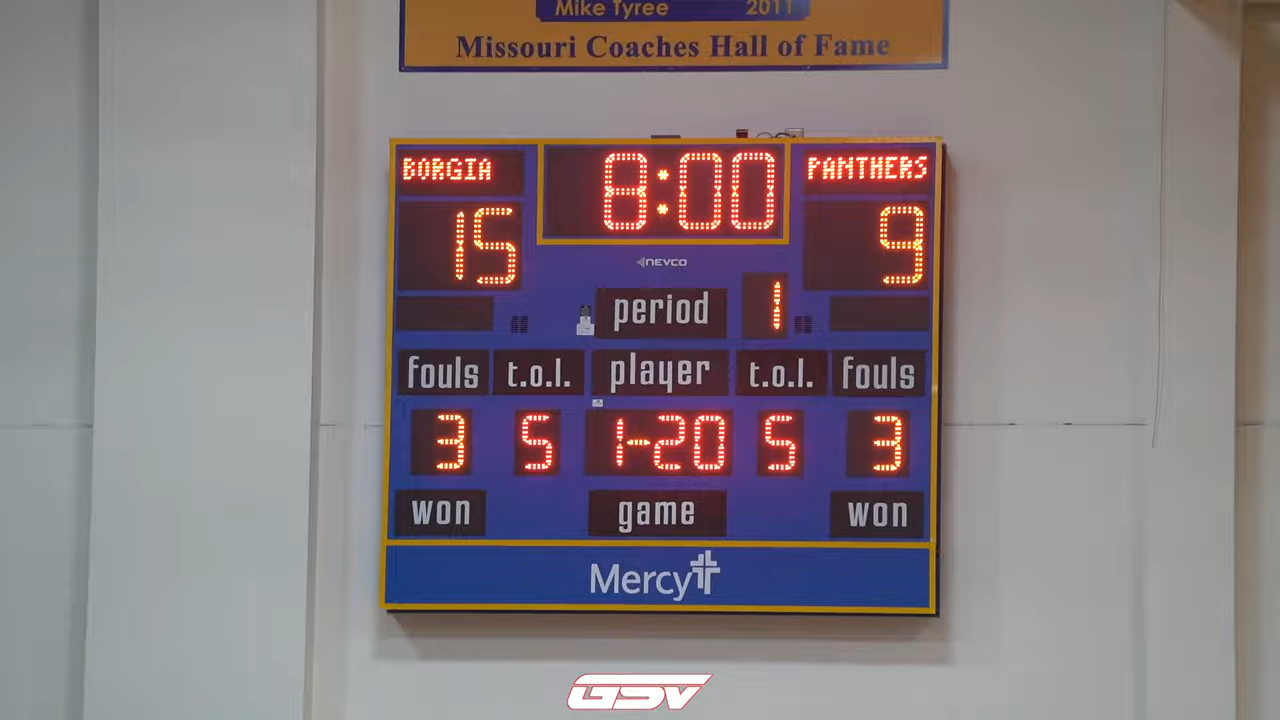 Mike Tyree 2011
Missouri Coaches Hall of Fame
BORGIA 8:00 PANTHERS
15 9
NEVCO
period 1
fouls t.o.l. player t.o.l. fouls
3 5 1-20 5 3
won game won
Mercy
GSV